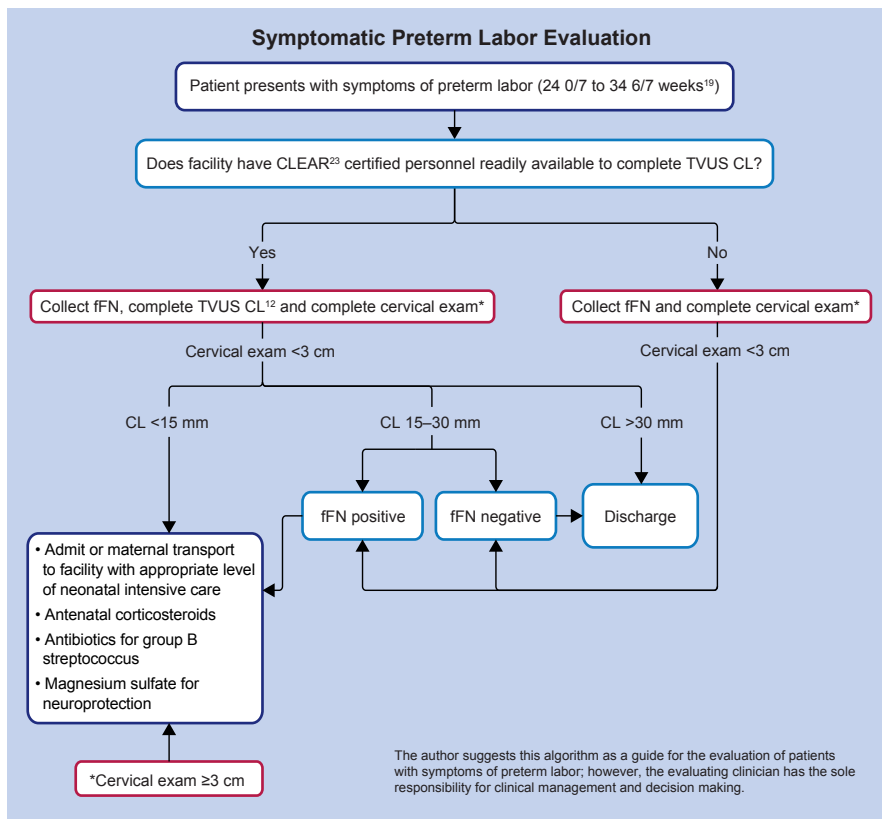 Symptomatic Preterm Labor Evaluation
Patient presents with symptoms of preterm labor (24 0/7 to 34 6/7 weeks¹⁹)
Does facility have CLEAR²³ certified personnel readily available to complete TVUS CL?
Yes
No
Collect fFN, complete TVUS CL¹² and complete cervical exam*
Collect fFN and complete cervical exam*
Cervical exam <3 cm
Cervical exam <3 cm
CL <15 mm
CL 15–30 mm
CL >30 mm
fFN positive
fFN negative
Discharge
• Admit or maternal transport
to facility with appropriate level
of neonatal intensive care
• Antenatal corticosteroids
• Antibiotics for group B
streptococcus
• Magnesium sulfate for
neuroprotection
*Cervical exam ≥3 cm
The author suggests this algorithm as a guide for the evaluation of patients
with symptoms of preterm labor; however, the evaluating clinician has the sole
responsibility for clinical management and decision making.